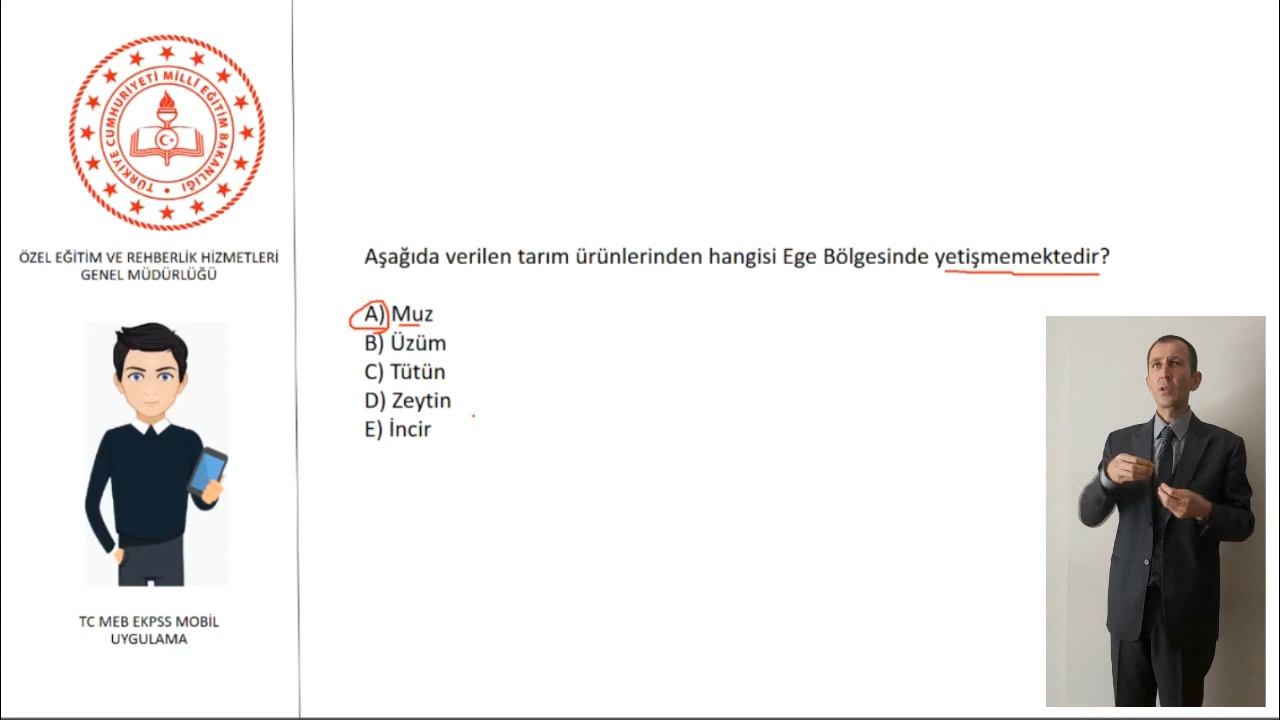 TÜRKİYE CUMHURİYETİ MİLLÎ EĞİTİM BAKANLIĞI
ÖZEL EĞİTİM VE REHBERLİK HİZMETLERİ
GENEL MÜDÜRLÜĞÜ
TC MEB EKPSS MOBİL
UYGULAMA
Aşağıda verilen tarım ürünlerinden hangisi Ege Bölgesinde yetişmemektedir?
A) Muz
B) Üzüm
C) Tütün
D) Zeytin
E) İncir